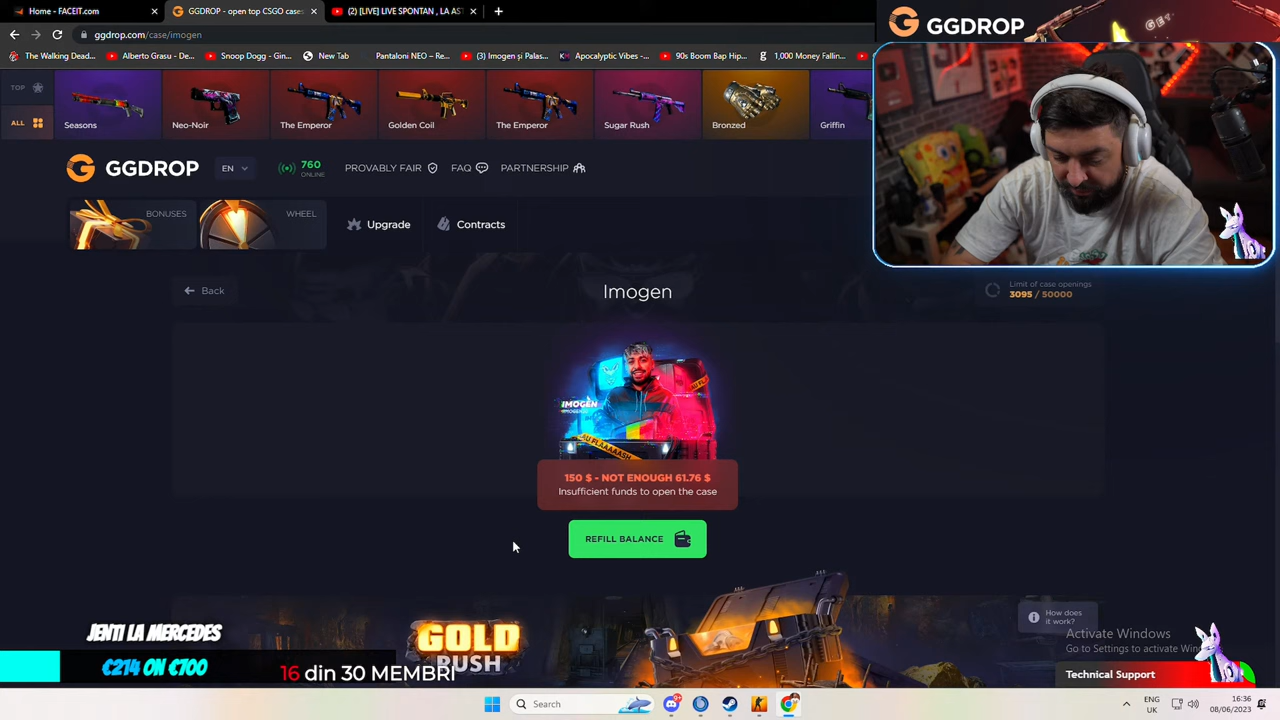 Home - FACEIT.com
GGDROP - open top CSGO cases
(2) [LIVE] LIVE SPONTAN , LA AST
ggdrop.com/case/imogen
The Walking Dead...
Alberto Grasu - De...
Snoop Dogg - Gin...
New Tab
Pantaloni NEO – Re...
(3) Imogen și Palas...
Apocalyptic Vibes -...
90s Boom Bap Hip...
1,000 Money Fallin...
GGDROP
GET
TOP
ALL
Seasons
Neo-Noir
The Emperor
Golden Coil
The Emperor
Sugar Rush
Bronzed
Griffin
GGDROP
EN
760
ONLINE
PROVABLY FAIR
FAQ
PARTNERSHIP
BONUSES
WHEEL
Upgrade
Contracts
Back
Imogen
Limit of case openings
3095 / 50000
IMOGEN
150 $ - NOT ENOUGH 61.76 $
Insufficient funds to open the case
REFILL BALANCE
How does
it work?
GOLD
RUSH
JENTI LA MERCEDES
€214 ON €700
16 din 30 MEMBRI
Activate Windows
Go to Settings to activate
Technical Support
Search
ENG
UK
16:36
08/06/2023